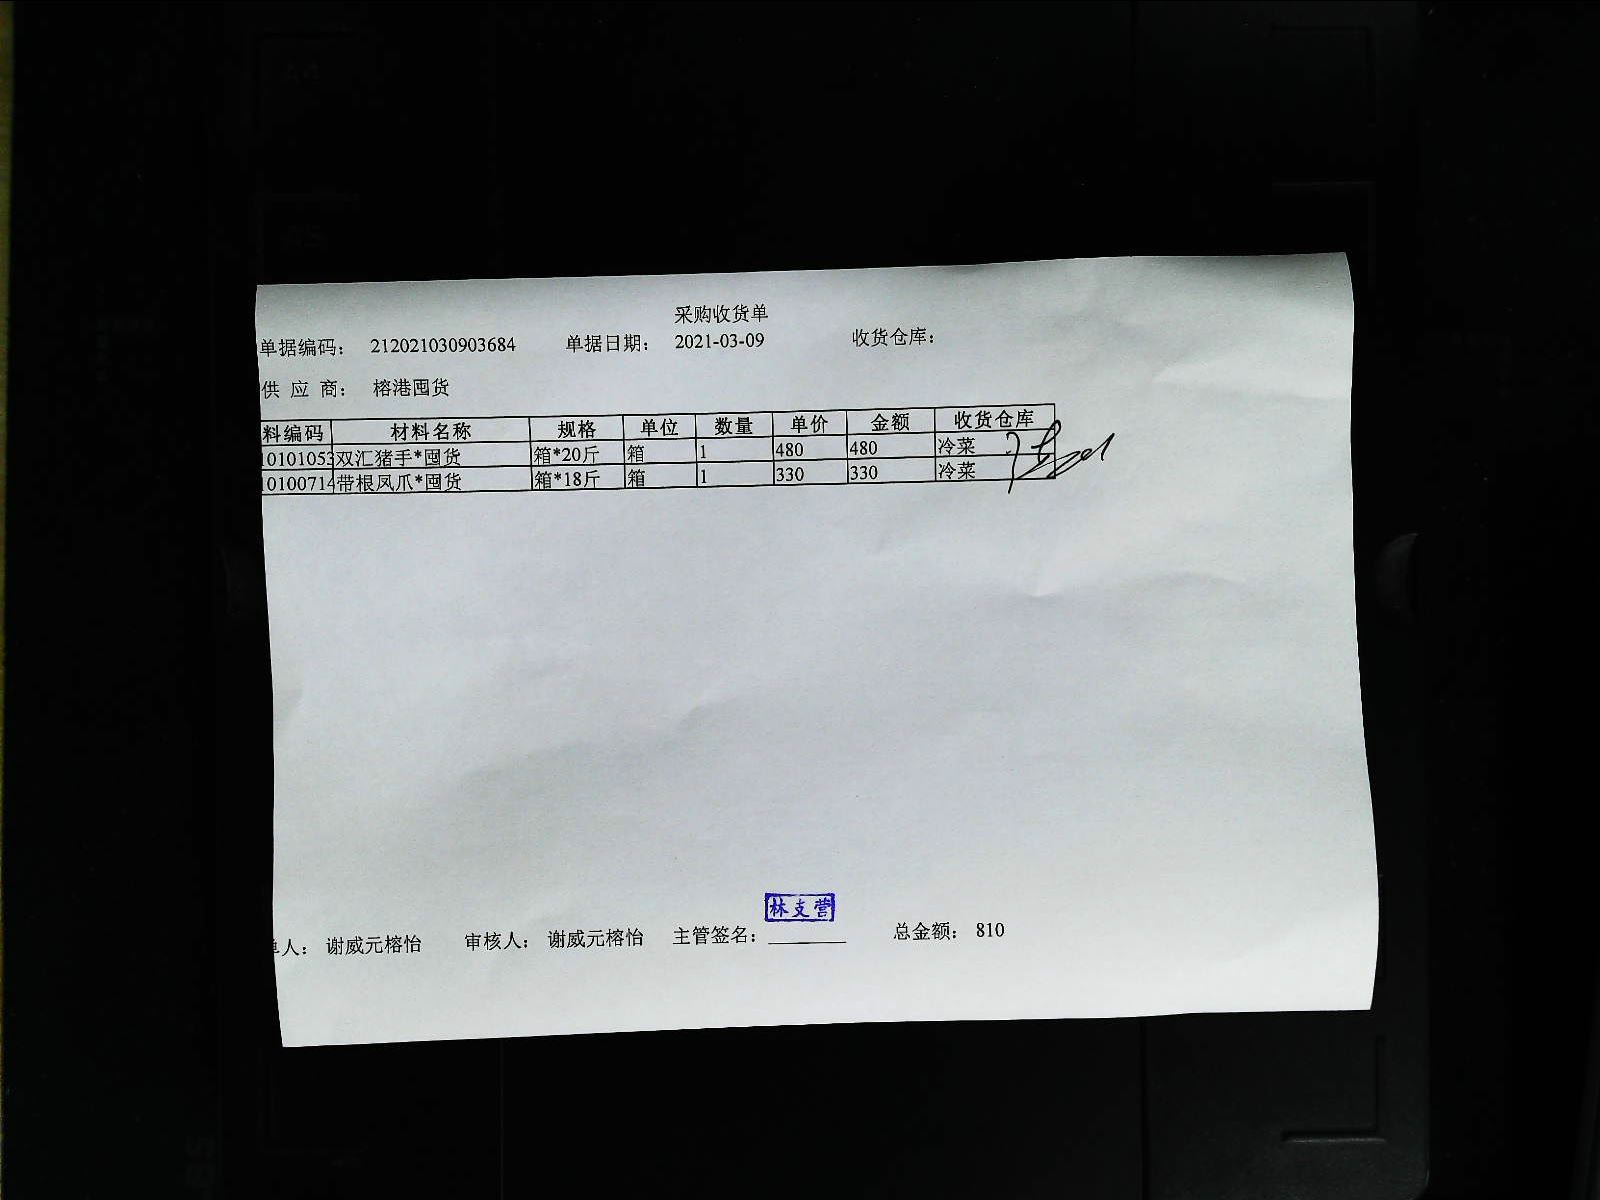 采购收货单
单据编码： 212021030903684 单据日期： 2021-03-09 收货仓库：
供 应 商： 榕港囤货
料编码 材料名称 规格 单位 数量 单价 金额 收货仓库
10101053 双汇猪手*囤货 箱*20斤 箱 1 480 480 冷菜
10100714 带根凤爪*囤货 箱*18斤 箱 1 330 330 冷菜
林支营
单人： 谢威元榕怡 审核人： 谢威元榕怡 主管签名： 总金额： 810